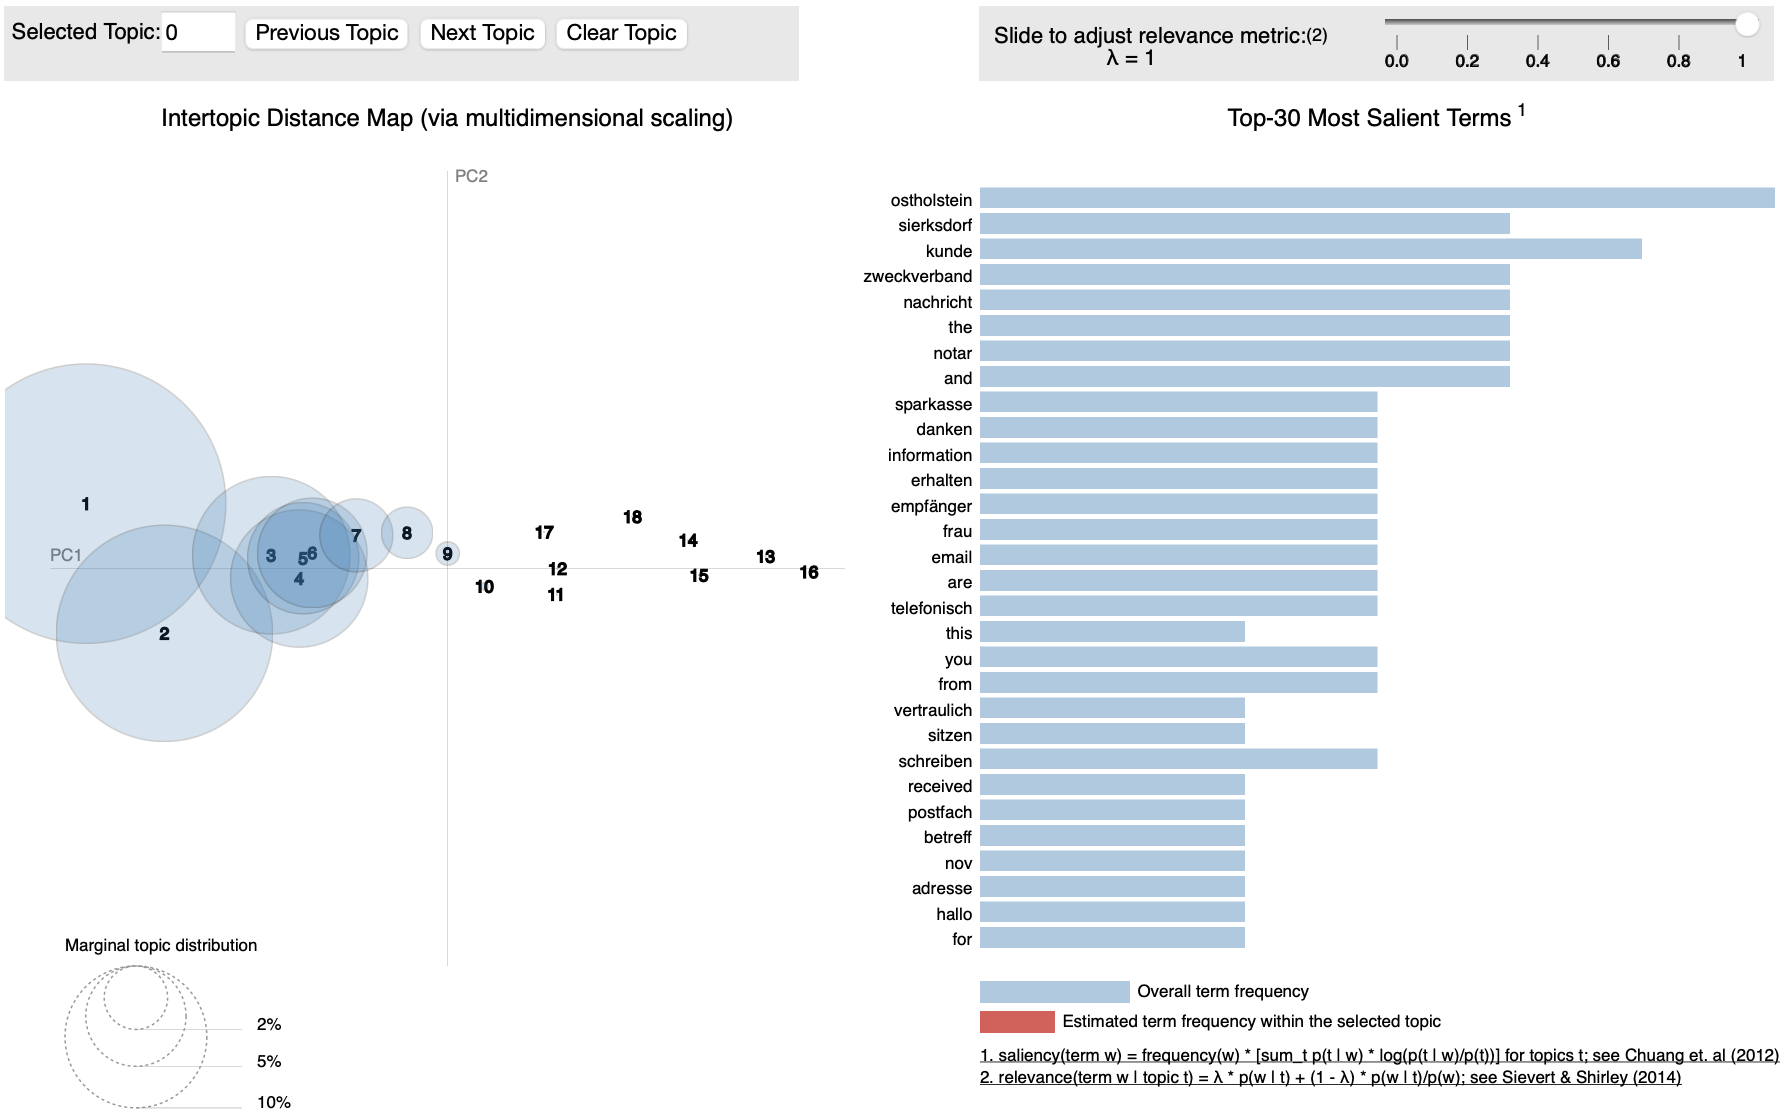 Selected Topic: 0 Previous Topic Next Topic Clear Topic
Slide to adjust relevance metric:(2)
λ = 1
0.0 0.2 0.4 0.6 0.8 1
Intertopic Distance Map (via multidimensional scaling)
PC2
PC1
1
2
3
4
5
6
7
8
9
10
11
12
13
14
15
16
17
18
Marginal topic distribution
2%
5%
10%
Top-30 Most Salient Terms 1
ostholstein
sierksdorf
kunde
zweckverband
nachricht
the
notar
and
sparkasse
danken
information
erhalten
empfänger
frau
email
are
telefonisch
this
you
from
vertraulich
sitzen
schreiben
received
postfach
betreff
nov
adresse
hallo
for
Overall term frequency
Estimated term frequency within the selected topic
1. saliency(term w) = frequency(w) * [sum_t p(t | w) * log(p(t | w)/p(t))] for topics t; see Chuang et. al (2012)
2. relevance(term w | topic t) = λ * p(w | t) + (1 - λ) * p(w | t)/p(w); see Sievert & Shirley (2014)